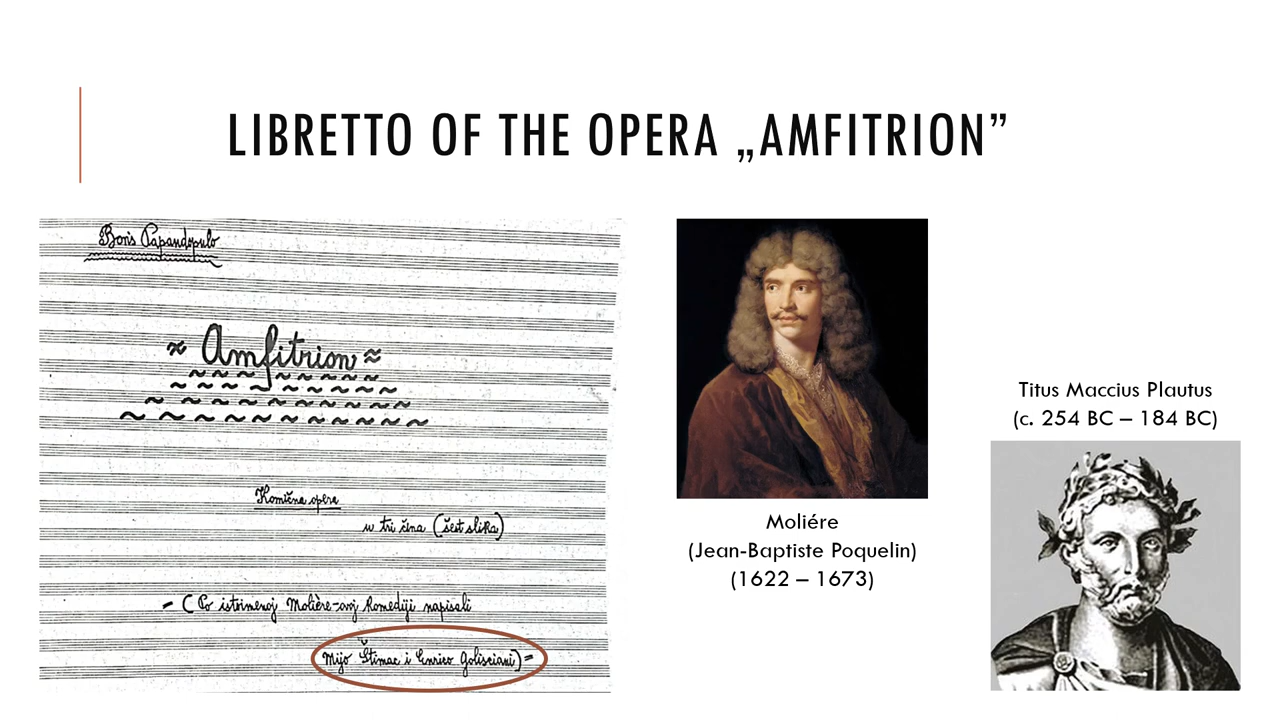 LIBRETTO OF THE OPERA „AMFITRION”
Boris Papandopulo
Amfitrion
Komična opera
u tri čina (šest slika)
- (Po istoimenoj Molière-ovoj komediji napisali
Mijo Štimac i Enrico Golisciani) -
Moliére
(Jean-Baptiste Poquelin)
(1622 – 1673)
Titus Maccius Plautus
(c. 254 BC – 184 BC)